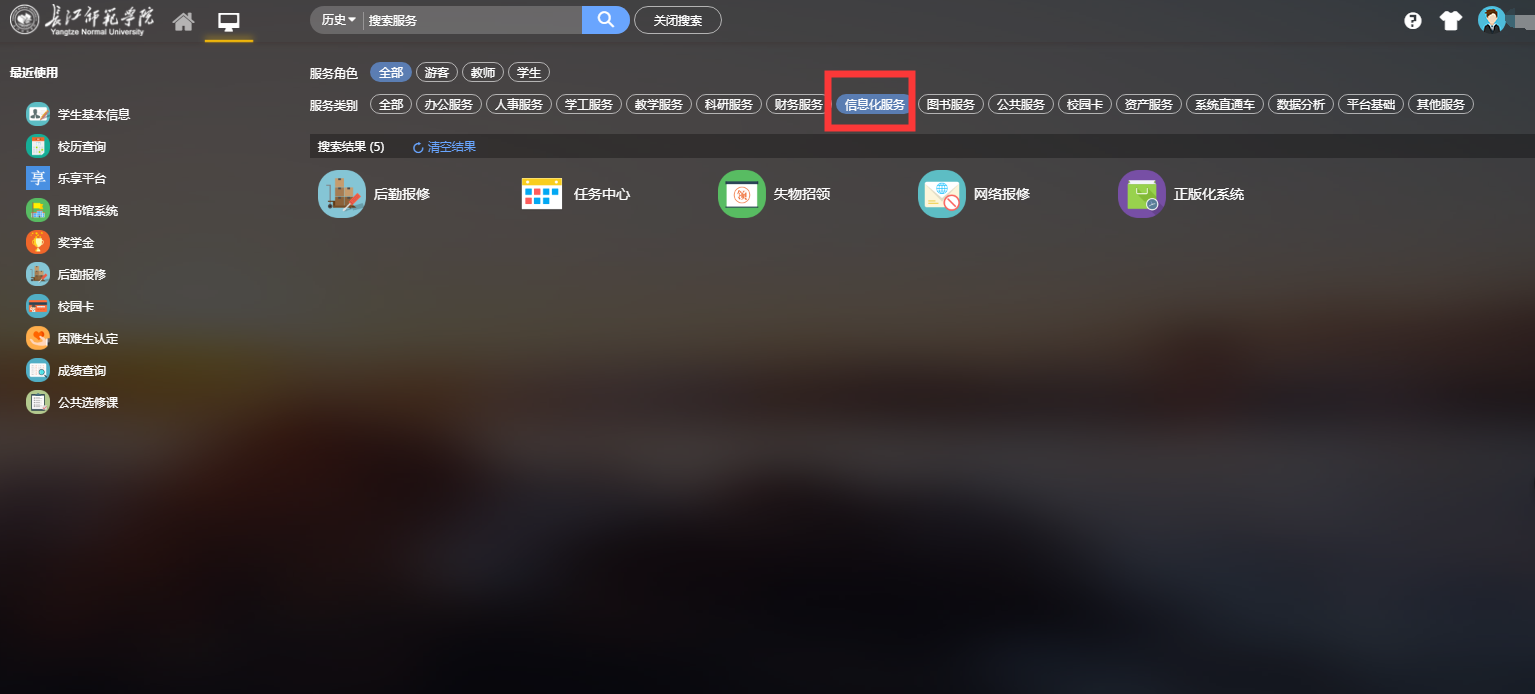 长江师范学院
Yangtze Normal University
历史 搜索服务 关闭搜索
最近使用
学生基本信息
校历查询
享 乐享平台
图书馆系统
奖学金
后勤报修
校园卡
困难生认定
成绩查询
公共选修课
服务角色 全部 游客 教师 学生
服务类别 全部 办公服务 人事服务 学工服务 教学服务 科研服务 财务服务 信息化服务 图书服务 公共服务 校园卡 资产服务 系统直通车 数据分析 平台基础 其他服务
搜索结果 (5) 清空结果
后勤报修 任务中心 失物招领 网络报修 正版化系统